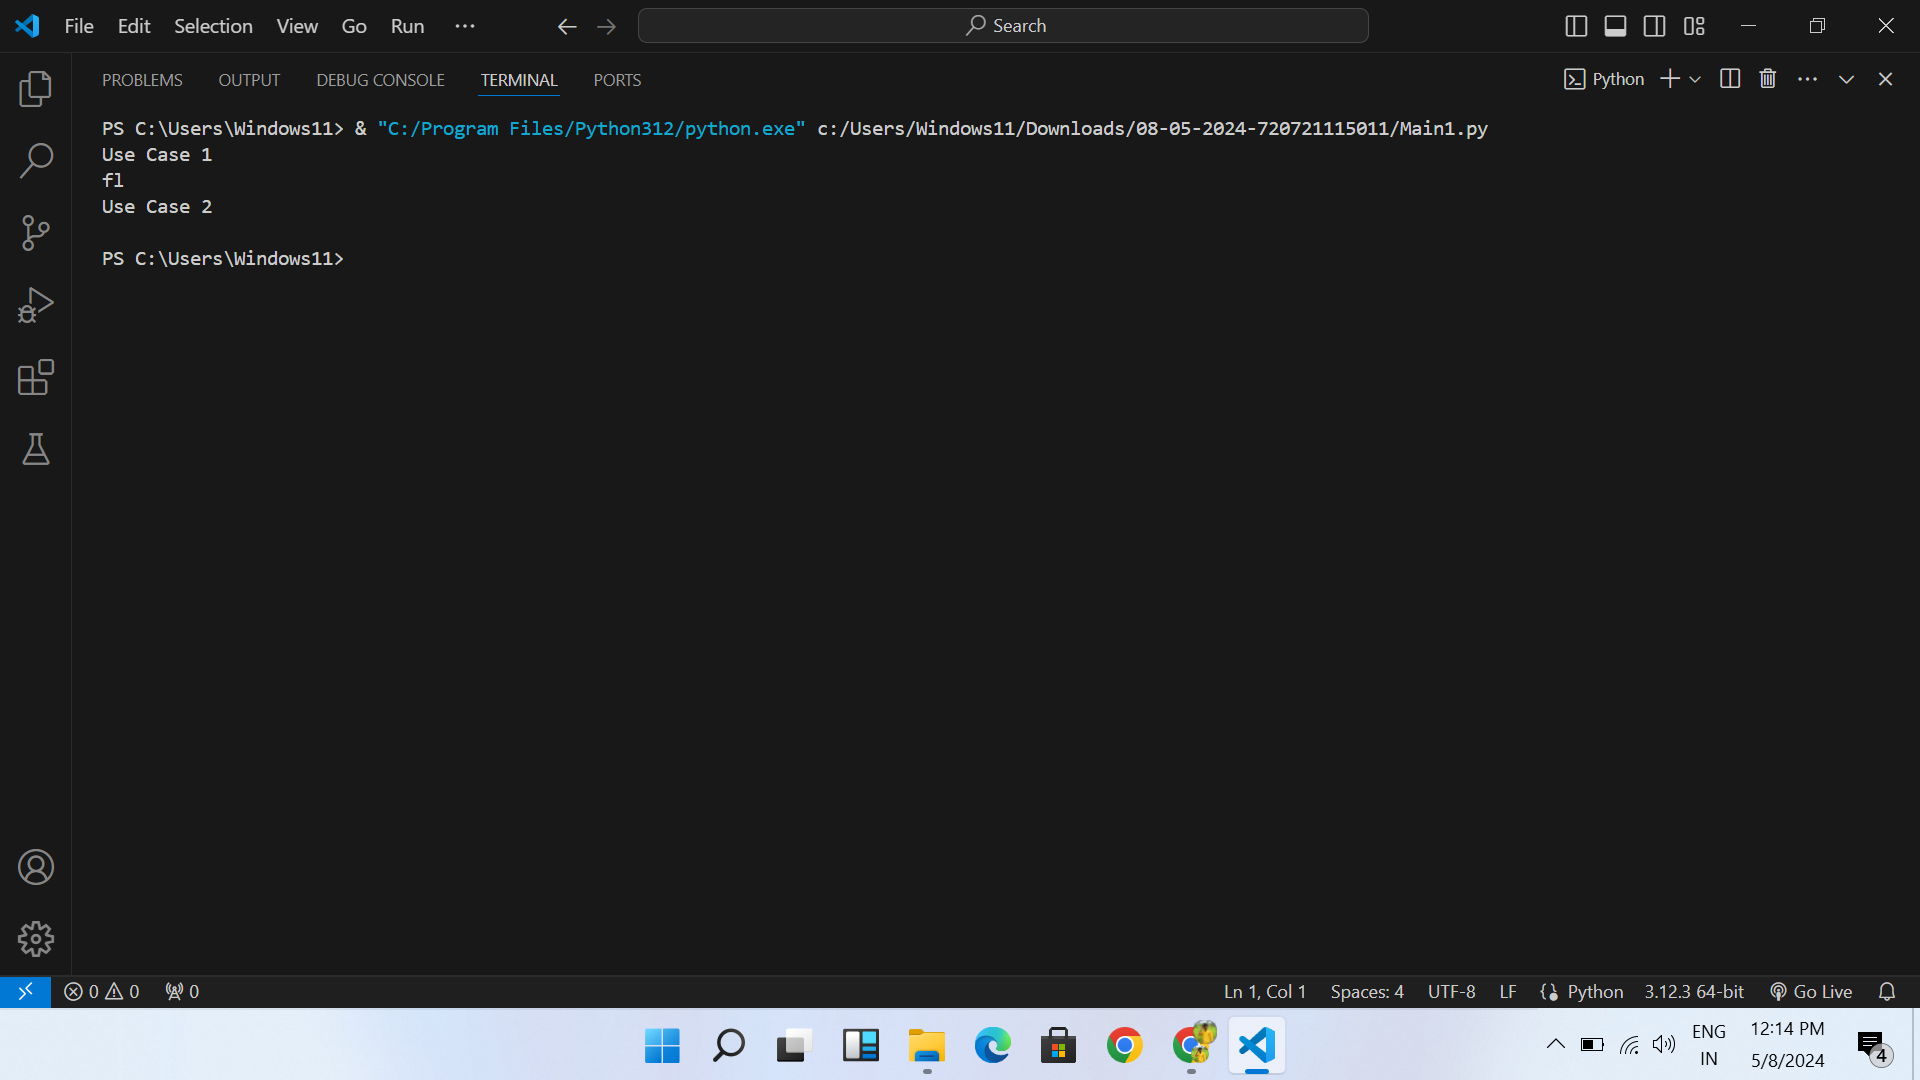 File Edit Selection View Go Run ··· Search
PROBLEMS OUTPUT DEBUG CONSOLE TERMINAL PORTS Python
PS C:\Users\Windows11> & "C:/Program Files/Python312/python.exe" c:/Users/Windows11/Downloads/08-05-2024-720721115011/Main1.py
Use Case 1
fl
Use Case 2
PS C:\Users\Windows11>
0 0 0 Ln 1, Col 1 Spaces: 4 UTF-8 LF Python 3.12.3 64-bit Go Live
ENG 12:14 PM
IN 5/8/2024 4